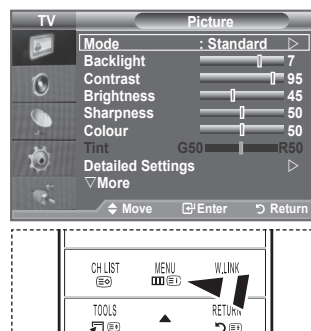 TV Picture
Mode : Standard
Backlight 7
Contrast 95
Brightness 45
Sharpness 50
Colour 50
Tint G50 R50
Detailed Settings
▽More
Move Enter Return
CH LIST MENU W.LINK
TOOLS RETURN